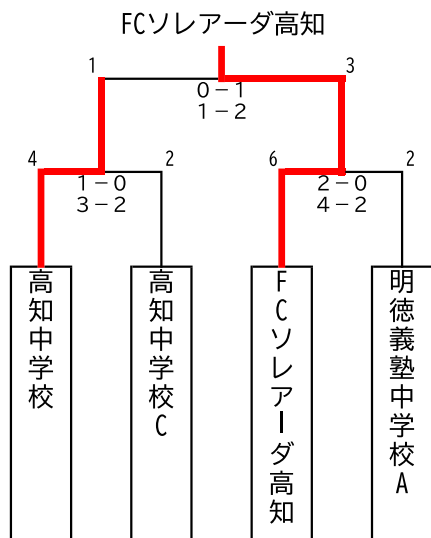 FCソレアーダ高知
1 3
0－1
1－2
4 2 6 2
1－0 2－0
3－2 4－2
高知中学校
高知中学校C
FCソレアーダ高知
明徳義塾中学校A